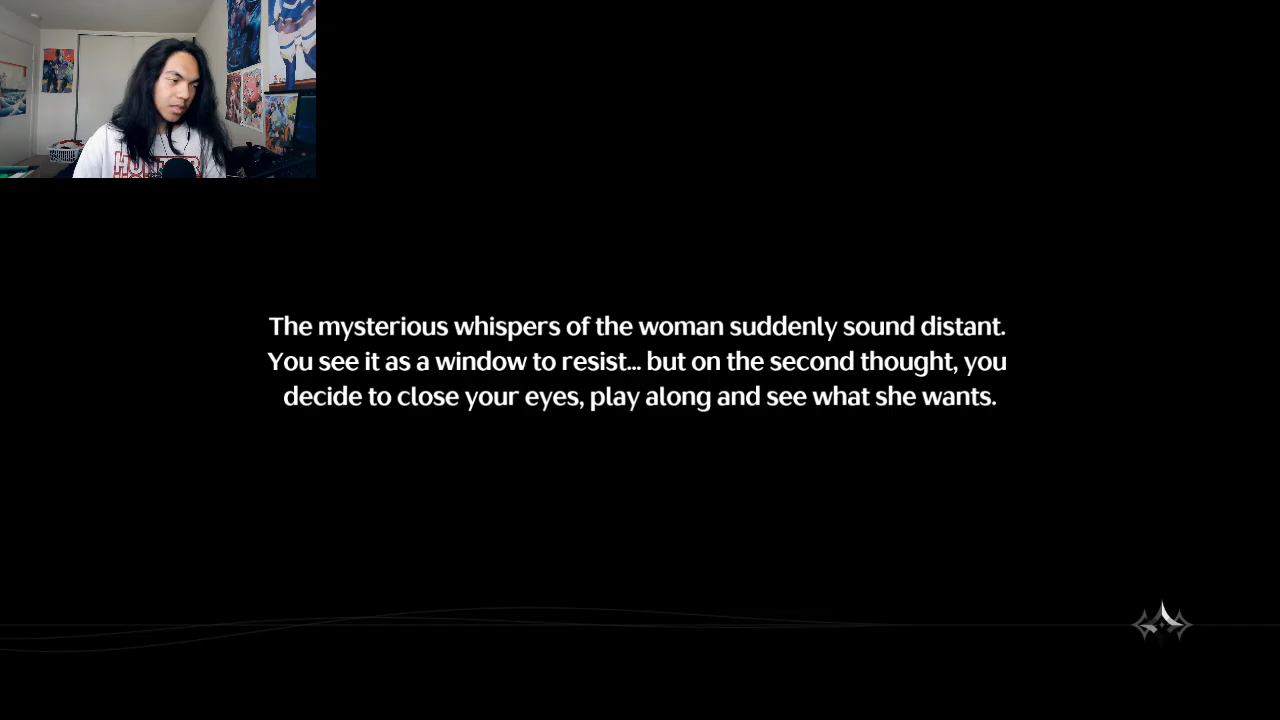 The mysterious whispers of the woman suddenly sound distant.
You see it as a window to resist... but on the second thought, you
decide to close your eyes, play along and see what she wants.